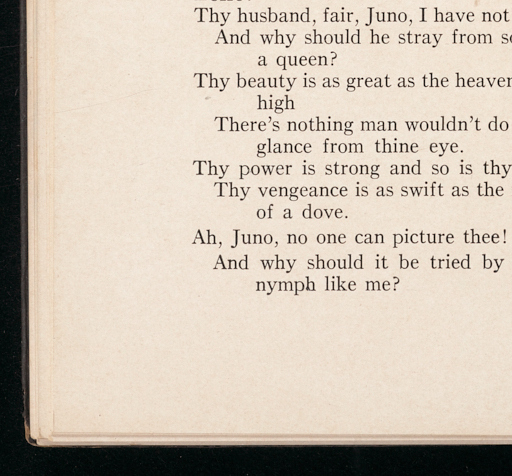 Thy husband, fair, Juno, I have not
And why should he stray from
a queen?
Thy beauty is as great as the
high
There's nothing man wouldn't do
glance from thine eye.
Thy power is strong and so is thy
Thy vengeance is as swift as the
of a dove.
Ah, Juno, no one can picture thee!
And why should it be tried by
nymph like me?